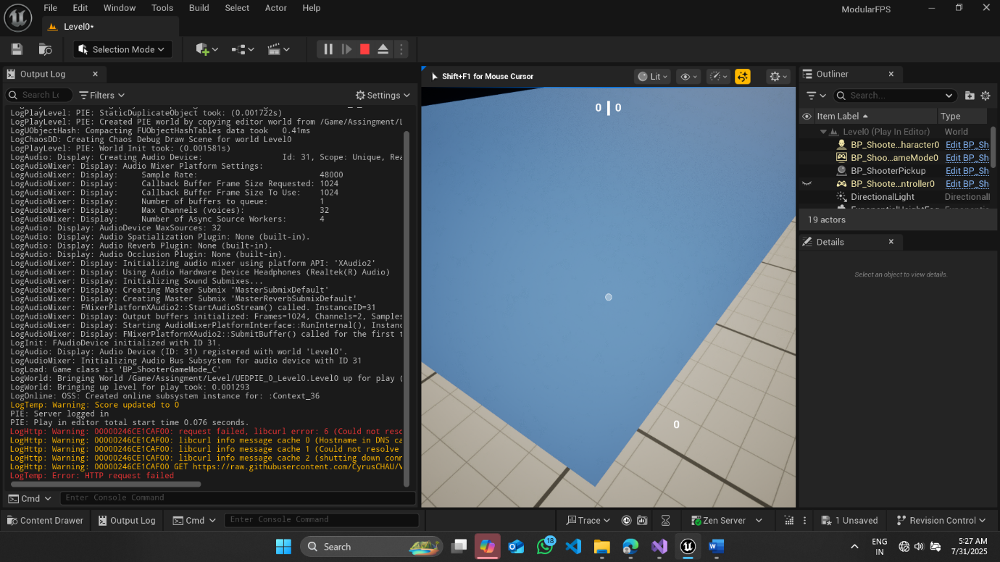 File Edit Window Tools Build Select Actor Help
ModularFPS
Level0*
Selection Mode
Output Log
Search Lo
Filters
Settings
LogPlayLevel: PIE: StaticDuplicateObject took: (0.001722s)
LogPlayLevel: PIE: Created PIE world by copying editor world from /Game/Assingment/L
LogUObjectHash: Compacting FUObjectHashTables data took 0.41ms
LogChaosDD: Creating Chaos Debug Draw Scene for world Level0
LogPlayLevel: PIE: World Init took: (0.001581s)
LogAudio: Display: Creating Audio Device: Id: 31, Scope: Unique, Rea
LogAudioMixer: Display: Audio Mixer Platform Settings:
LogAudioMixer: Display: Sample Rate: 48000
LogAudioMixer: Display: Callback Buffer Frame Size Requested: 1024
LogAudioMixer: Display: Callback Buffer Frame Size To Use: 1024
LogAudioMixer: Display: Number of buffers to queue: 1
LogAudioMixer: Display: Max Channels (voices): 32
LogAudioMixer: Display: Number of Async Source Workers: 4
LogAudio: Display: AudioDevice MaxSources: 32
LogAudio: Display: Audio Spatialization Plugin: None (built-in).
LogAudio: Display: Audio Reverb Plugin: None (built-in).
LogAudio: Display: Audio Occlusion Plugin: None (built-in).
LogAudioMixer: Display: Initializing audio mixer using platform API: 'XAudio2'
LogAudioMixer: Display: Using Audio Hardware Device Headphones (Realtek(R) Audio)
LogAudioMixer: Display: Initializing Sound Submixes...
LogAudioMixer: Display: Creating Master Submix 'MasterSubmixDefault'
LogAudioMixer: Display: Creating Master Submix 'MasterReverbSubmixDefault'
LogAudioMixer: FMixerPlatformXAudio2::StartAudioStream() called. InstanceID=31
LogAudioMixer: Display: Output buffers initialized: Frames=1024, Channels=2, Samples
LogAudioMixer: Display: Starting AudioMixerPlatformInterface::RunInternal(), Instanc
LogAudioMixer: Display: FMixerPlatformXAudio2::SubmitBuffer() called for the first t
LogInit: FAudioDevice initialized with ID 31.
LogAudio: Display: Audio Device (ID: 31) registered with world 'Level0'.
LogAudioMixer: Initializing Audio Bus Subsystem for audio device with ID 31
LogLoad: Game class is 'BP_ShooterGameMode_C'
LogWorld: Bringing World /Game/Assingment/Level/UEDPIE_0_Level0.Level0 up for play (
LogWorld: Bringing up level for play took: 0.001293
LogOnline: OSS: Created online subsystem instance for: :Context_36
LogTemp: Warning: Score updated to 0
PIE: Server logged in
PIE: Play in editor total start time 0.076 seconds.
LogHttp: Warning: 00000246CE1CAF00: request failed, libcurl error: 6 (Could not reso
LogHttp: Warning: 00000246CE1CAF00: libcurl info message cache 0 (Hostname in DNS ca
LogHttp: Warning: 00000246CE1CAF00: libcurl info message cache 1 (Could not resolve
LogHttp: Warning: 00000246CE1CAF00: libcurl info message cache 2 (shutting down conn
LogHttp: Warning: 00000246CE1CAF00 GET https://raw.githubusercontent.com/CyrusCHAU/V
LogTemp: Error: HTTP request failed
Cmd
Enter Console Command
Shift+F1 for Mouse Cursor
Lit
0 | 0
0
Outliner
Search...
Item Label Type
Level0 (Play In Editor) World
BP_Shoote...haracter0 Edit BP_Sh
BP_Shoo...ameMode0 Edit BP_Sh
BP_ShooterPickup Edit BP_Sh
BP_Shoote...ntroller0 Edit BP_Sh
DirectionalLight Directionall
19 actors
Details
Select an object to view details.
Content Drawer
Output Log
Cmd
Enter Console Command
Trace
Zen Server
1 Unsaved
Revision Control
Search
18
ENG
IN
5:27 AM
7/31/2025